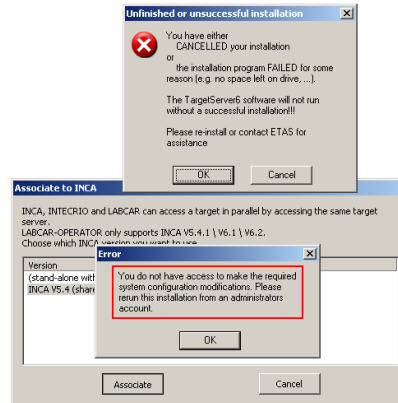 Unfinished or unsuccessful installation
You have either
CANCELLED your installation
or
the installation program FAILED for some
reason (e.g. no space left on drive, ...).
The TargetServer6 software will not run
without a successful installation!!!
Please re-install or contact ETAS for
assistance
OK
Cancel
Associate to INCA
INCA, INTECRIO and LABCAR can access a target in parallel by accessing the same target
server.
LABCAR-OPERATOR only supports INCA V5.4.1 \ V6.1 \ V6.2.
Choose which INCA version you want to use
Version
(stand-alone with
INCA V5.4 (share
Error
You do not have access to make the required
system configuration modifications. Please
rerun this installation from an administrators
account.
OK
Associate
Cancel